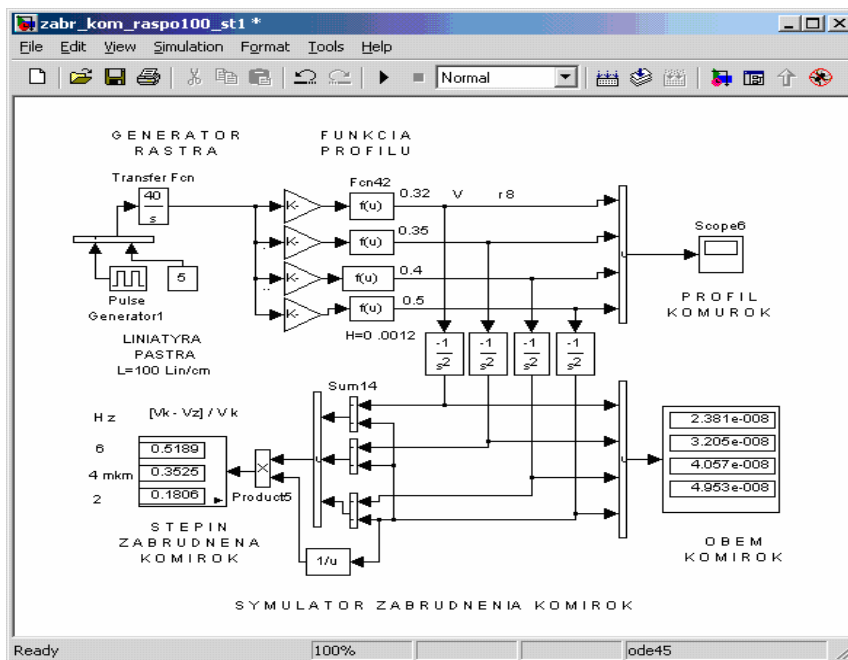 zabr_kom_raspo100_st1 *
File Edit View Simulation Format Tools Help
Normal
GENERATOR
RASTRA
FUNKCIA
PROFILU
Transfer Fcn
40
s
Fcn42
K-
f(u)
0.32
V
r8
K-
f(u)
0.35
K-
f(u)
0.4
K-
f(u)
0.5
Scope6
5
Pulse
Generator1
PROFIL
KOMUROK
LINIATYRA
PASTRA
L=100 Lin/cm
H=0 .0012
-1
s2
-1
s2
-1
s2
-1
s2
Sum14
Hz
[Vk - Vz] / Vk
6
0.5189
4 mkm
0.3525
2
0.1806
Product5
2.381e-008
3.205e-008
4.057e-008
4.953e-008
STEPIN
ZABRUDNENA
KOMIROK
1/u
OBEM
KOMIROK
SYMULATOR ZABRUDNENIA KOMIROK
Ready
100%
ode45